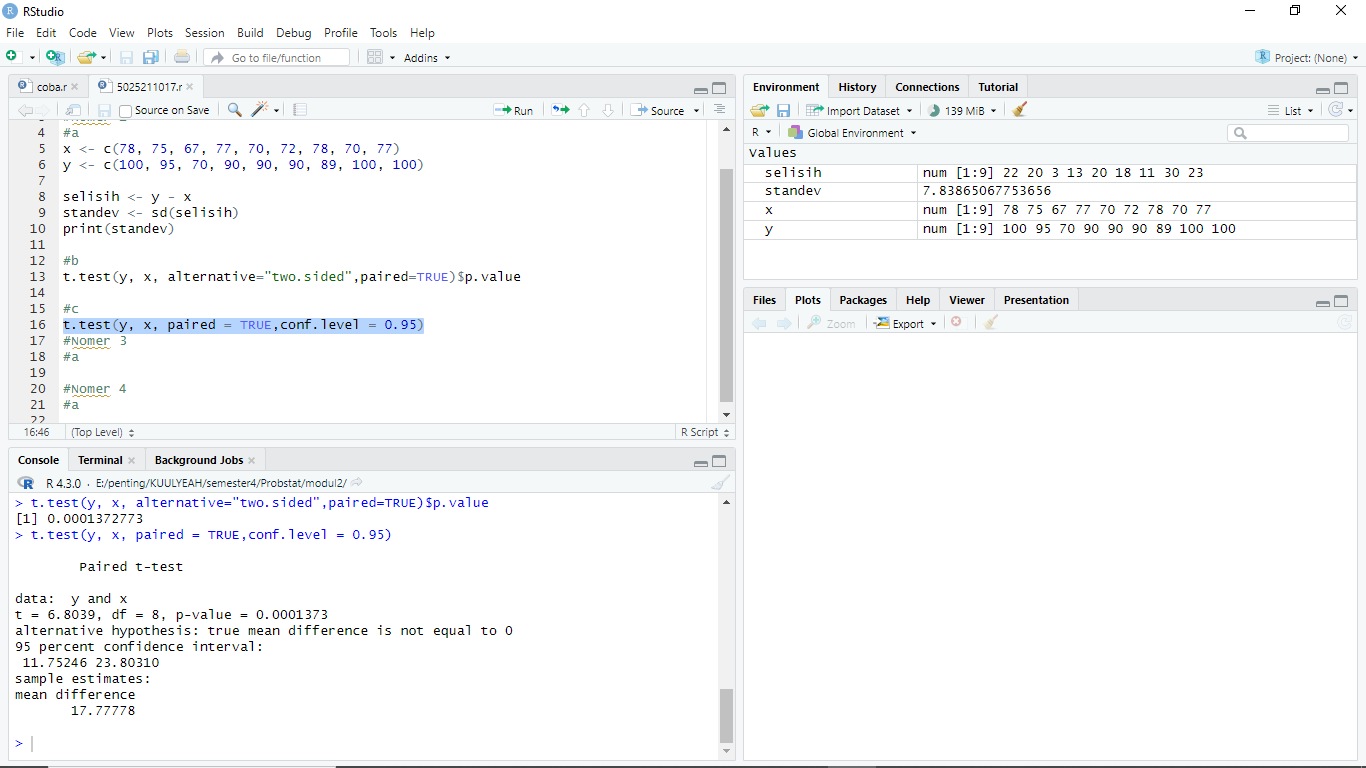 RStudio
File Edit Code View Plots Session Build Debug Profile Tools Help
Go to file/function
Addins
Project: (None)
coba.r
5025211017.r
Source on Save
Run
Source
4 #a
5 x <- c(78, 75, 67, 77, 70, 72, 78, 70, 77)
6 y <- c(100, 95, 70, 90, 90, 90, 89, 100, 100)
7
8 selisih <- y - x
9 standev <- sd(selisih)
10 print(standev)
11
12 #b
13 t.test(y, x, alternative="two.sided",paired=TRUE)$p.value
14
15 #c
16 t.test(y, x, paired = TRUE,conf.level = 0.95)
17 #Nomer 3
18 #a
19
20 #Nomer 4
21 #a
22
16:46 (Top Level) R Script
Console Terminal Background Jobs
R 4.3.0 · E:/penting/KUULYEAH/semester4/Probstat/modul2/
> t.test(y, x, alternative="two.sided",paired=TRUE)$p.value
[1] 0.0001372773
> t.test(y, x, paired = TRUE,conf.level = 0.95)
Paired t-test
data: y and x
t = 6.8039, df = 8, p-value = 0.0001373
alternative hypothesis: true mean difference is not equal to 0
95 percent confidence interval:
11.75246 23.80310
sample estimates:
mean difference
17.77778
>
Environment History Connections Tutorial
Import Dataset 139 MiB List
R Global Environment
Values
selisih num [1:9] 22 20 3 13 20 18 11 30 23
standev 7.83865067753656
x num [1:9] 78 75 67 77 70 72 78 70 77
y num [1:9] 100 95 70 90 90 90 89 100 100
Files Plots Packages Help Viewer Presentation
Zoom Export